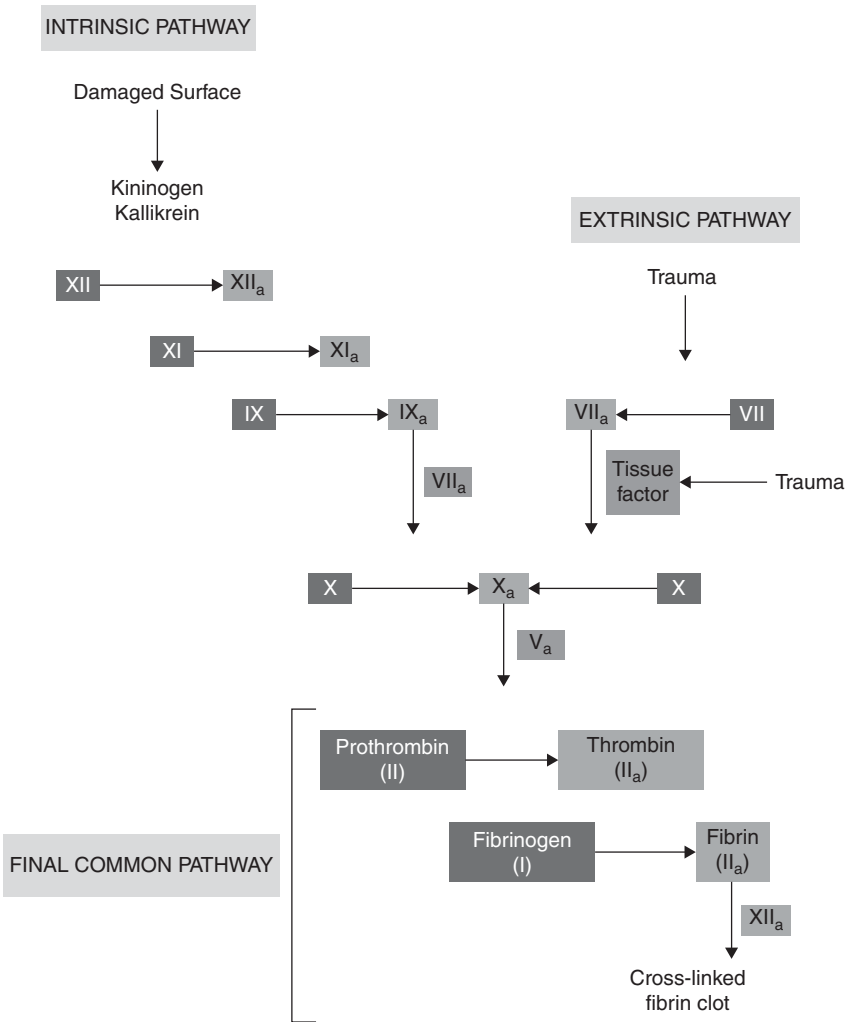 INTRINSIC PATHWAY
Damaged Surface
Kininogen
Kallikrein
EXTRINSIC PATHWAY
Trauma
XII
XIIa
XI
XIa
IX
IXa
VIIa
VII
VIIa
Tissue
factor
Trauma
X
Xa
X
Va
Prothrombin
(II)
Thrombin
(IIa)
Fibrinogen
(I)
Fibrin
(IIa)
FINAL COMMON PATHWAY
XIIa
Cross-linked
fibrin clot